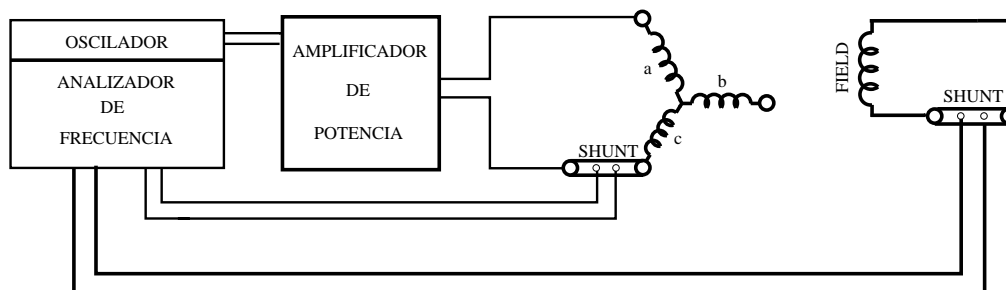 OSCILADOR
ANALIZADOR
DE
FRECUENCIA
AMPLIFICADOR
DE
POTENCIA
a
b
c
SHUNT
FIELD
SHUNT